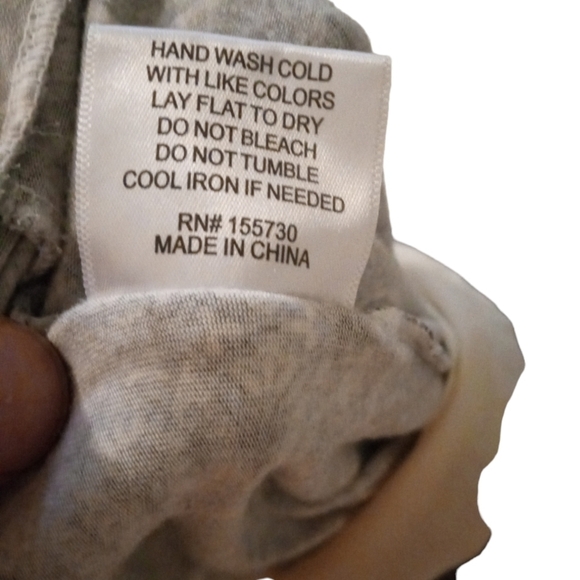 HAND WASH COLD
WITH LIKE COLORS
LAY FLAT TO DRY
DO NOT BLEACH
DO NOT TUMBLE
COOL IRON IF NEEDED
RN# 155730
MADE IN CHINA